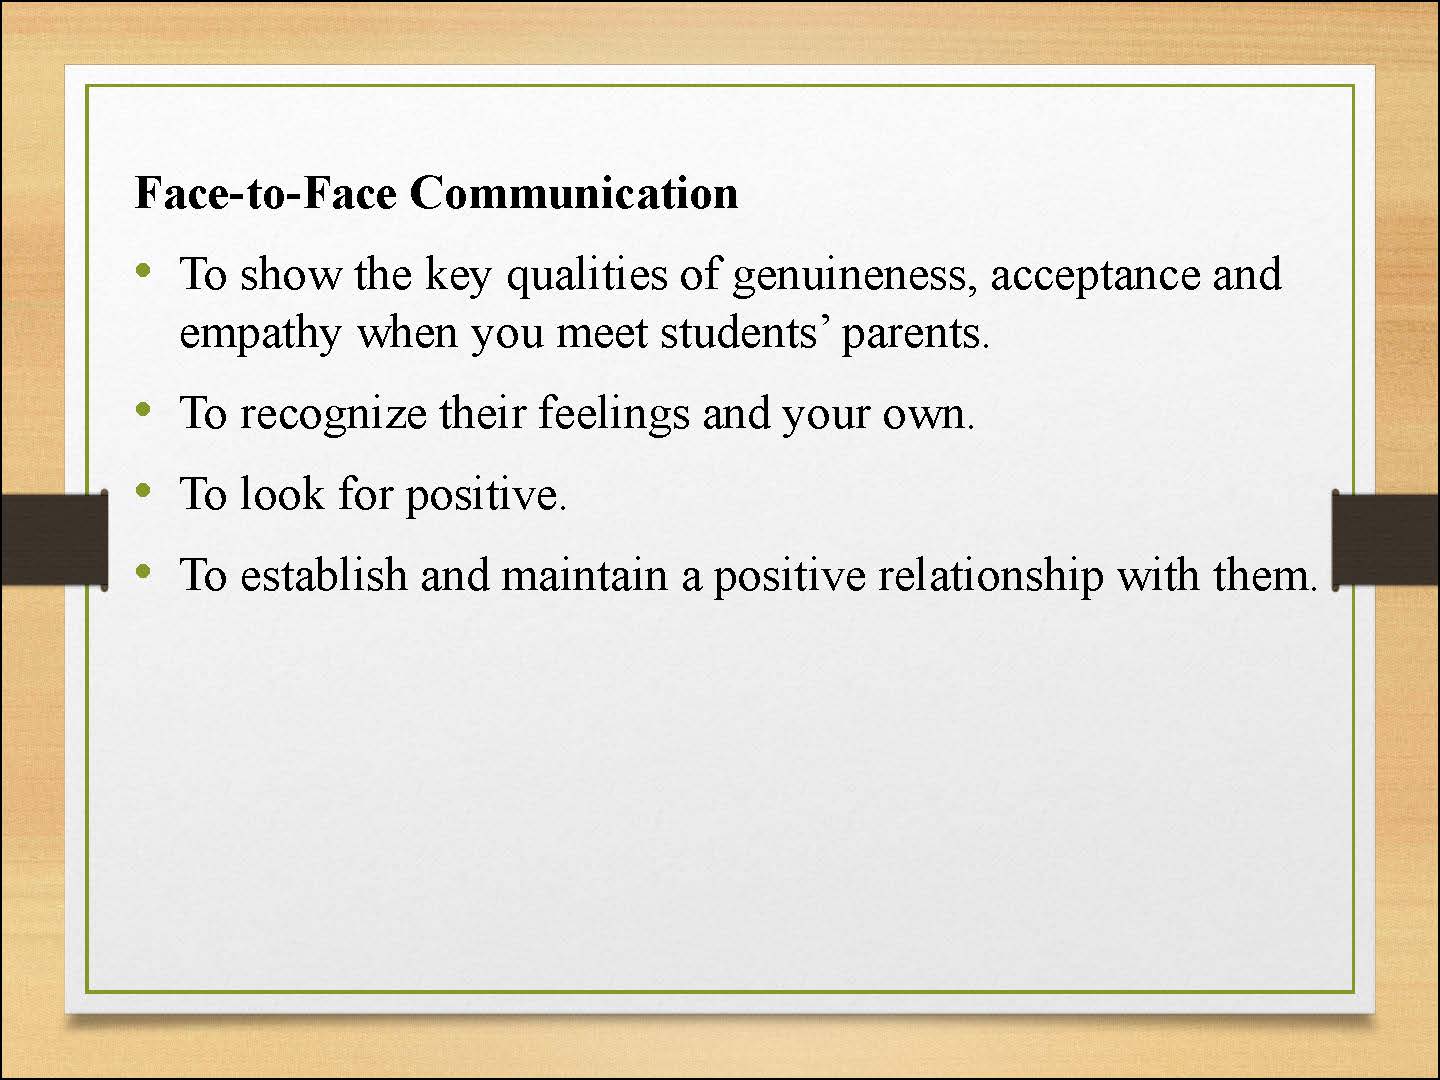 Face-to-Face Communication
• To show the key qualities of genuineness, acceptance and
empathy when you meet students’ parents.
• To recognize their feelings and your own.
• To look for positive.
• To establish and maintain a positive relationship with them.